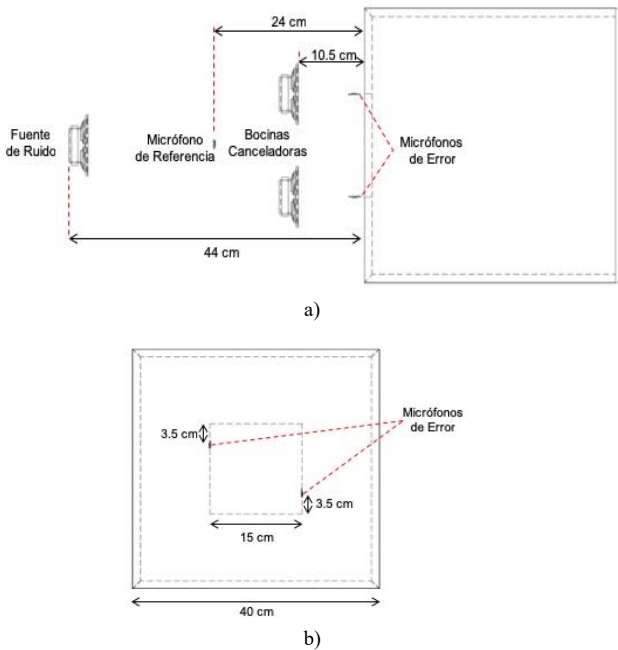 24 cm
10.5 cm
Fuente
de Ruido
Micrófono
de Referencia
Bocinas
Canceladoras
Micrófonos
de Error
44 cm
a)
Micrófonos
de Error
3.5 cm
3.5 cm
15 cm
40 cm
b)